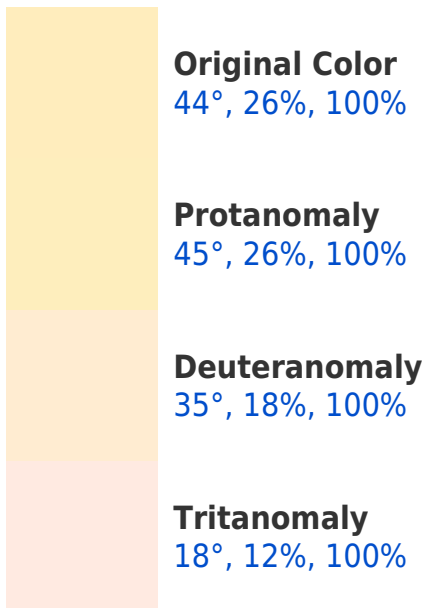 Original Color
44°, 26%, 100%
Protanomaly
45°, 26%, 100%
Deuteranomaly
35°, 18%, 100%
Tritanomaly
18°, 12%, 100%